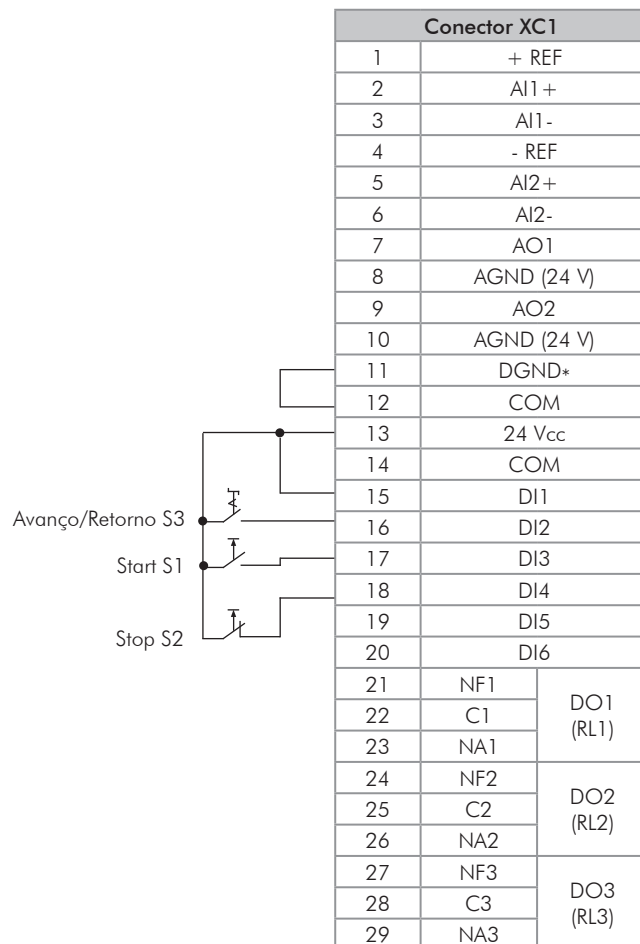 Conector XC1
1 + REF
2 AI1+
3 AI1-
4 - REF
5 AI2+
6 AI2-
7 AO1
8 AGND (24 V)
9 AO2
10 AGND (24 V)
11 DGND*
12 COM
13 24 Vcc
14 COM
15 DI1
Avanço/Retorno S3
16 DI2
Start S1
17 DI3
18 DI4
Stop S2
19 DI5
20 DI6
21 NF1
22 C1
23 NA1
DO1
(RL1)
24 NF2
25 C2
26 NA2
DO2
(RL2)
27 NF3
28 C3
29 NA3
DO3
(RL3)